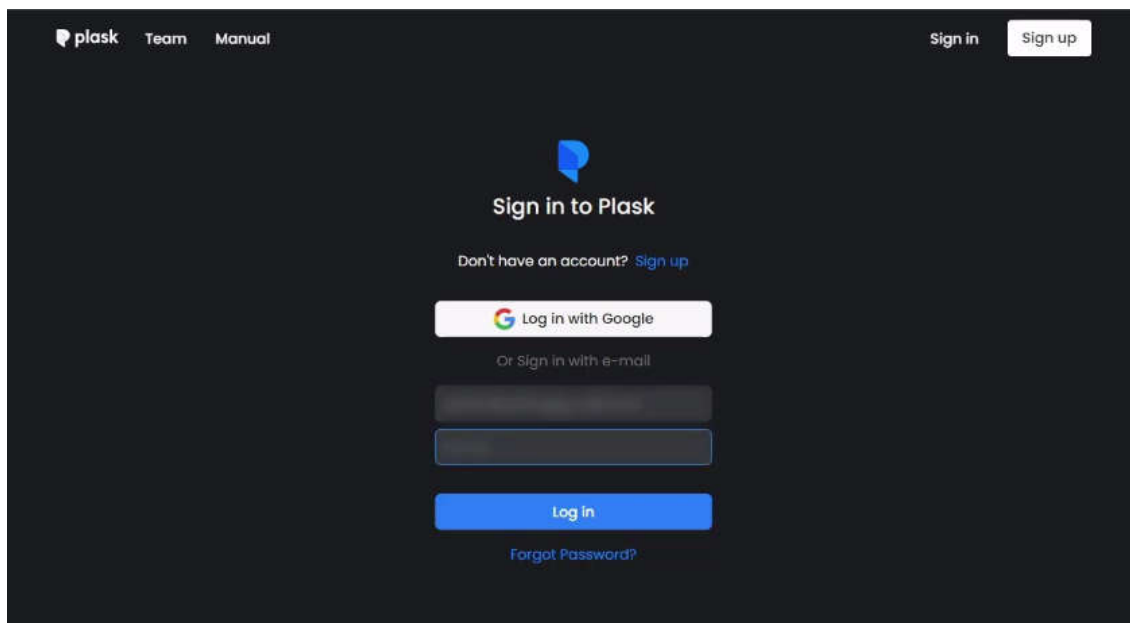 plask Team Manual Sign in Sign up
Sign in to Plask
Don't have an account? Sign up
Log in with Google
Or Sign in with e-mail
Log in
Forgot Password?